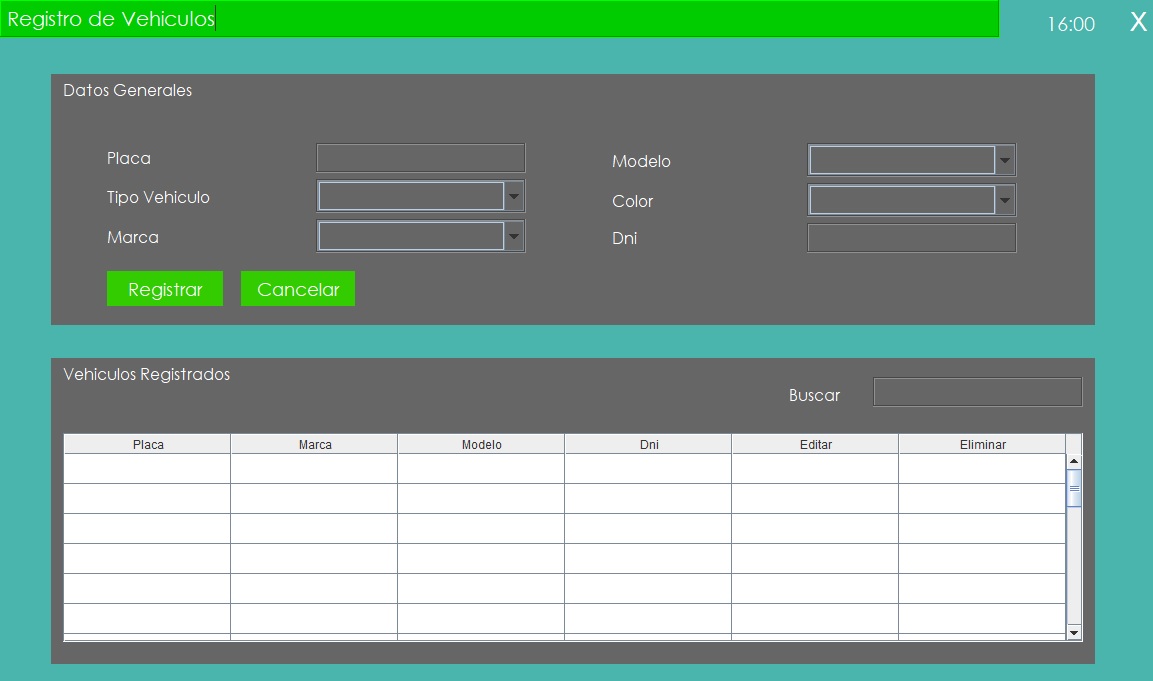 Registro de Vehiculos
16:00 X
Datos Generales
Placa
Modelo
Tipo Vehiculo
Color
Marca
Dni
Registrar Cancelar
Vehiculos Registrados
Buscar
Placa Marca Modelo Dni Editar Eliminar